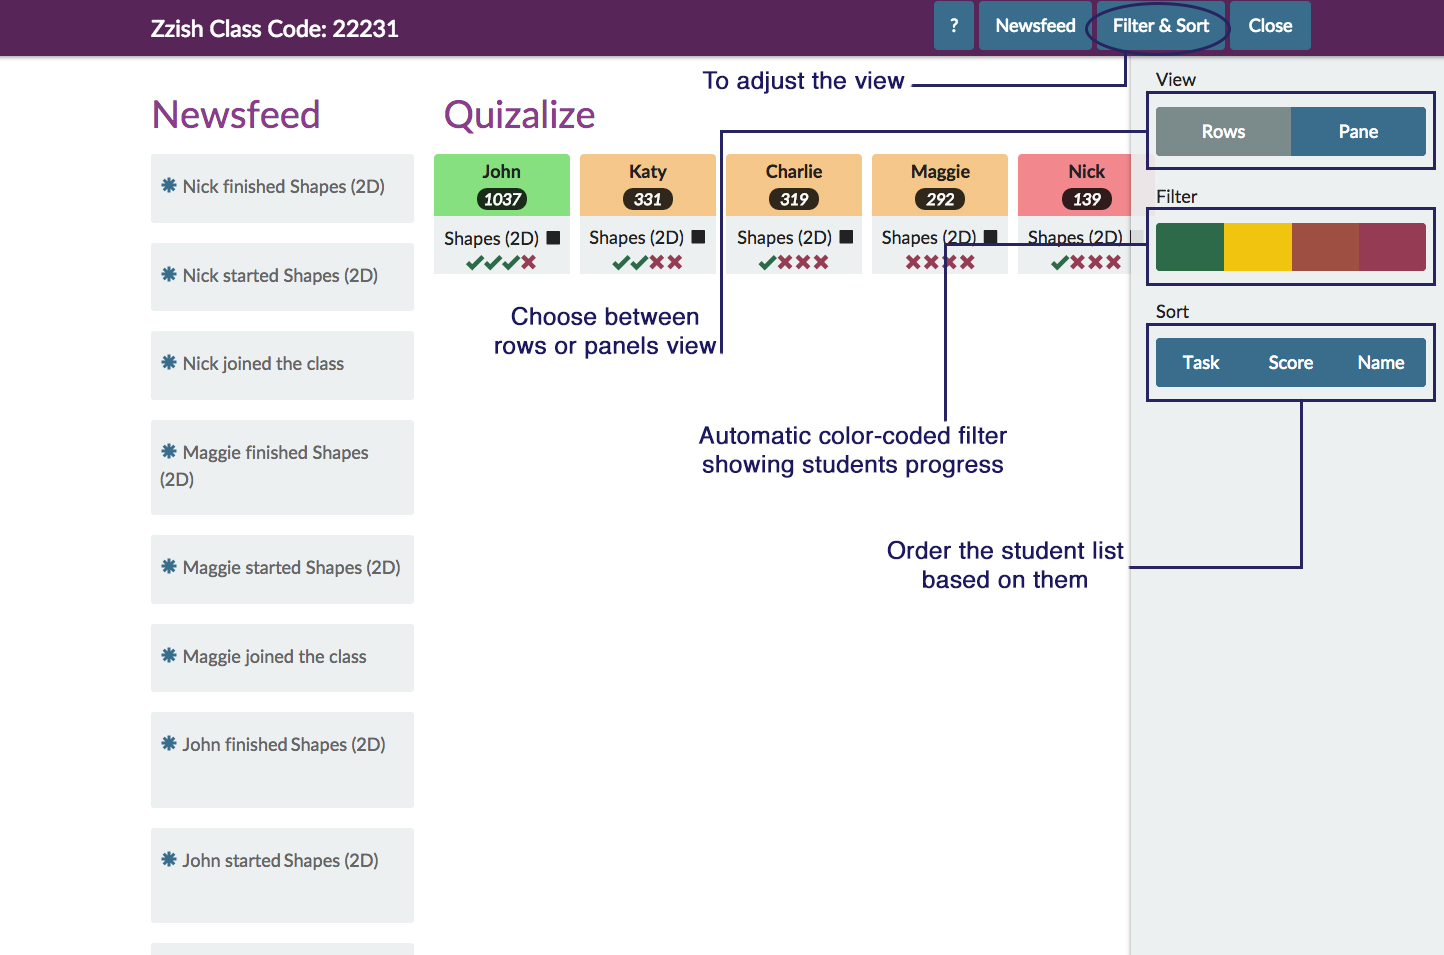 Zzish Class Code: 22231
?
Newsfeed
Filter & Sort
Close
To adjust the view
View
Rows
Pane
Newsfeed
Quizalize
Nick finished Shapes (2D)
Nick started Shapes (2D)
Nick joined the class
Maggie finished Shapes
(2D)
Maggie started Shapes (2D)
Maggie joined the class
John finished Shapes (2D)
John started Shapes (2D)
John
1037
Shapes (2D)
Katy
331
Shapes (2D)
Charlie
319
Shapes (2D)
Maggie
292
Shapes (2D)
Nick
139
Shapes (2D)
Filter
Sort
Task
Score
Name
Choose between
rows or panels view
Automatic color-coded filter
showing students progress
Order the student list
based on them